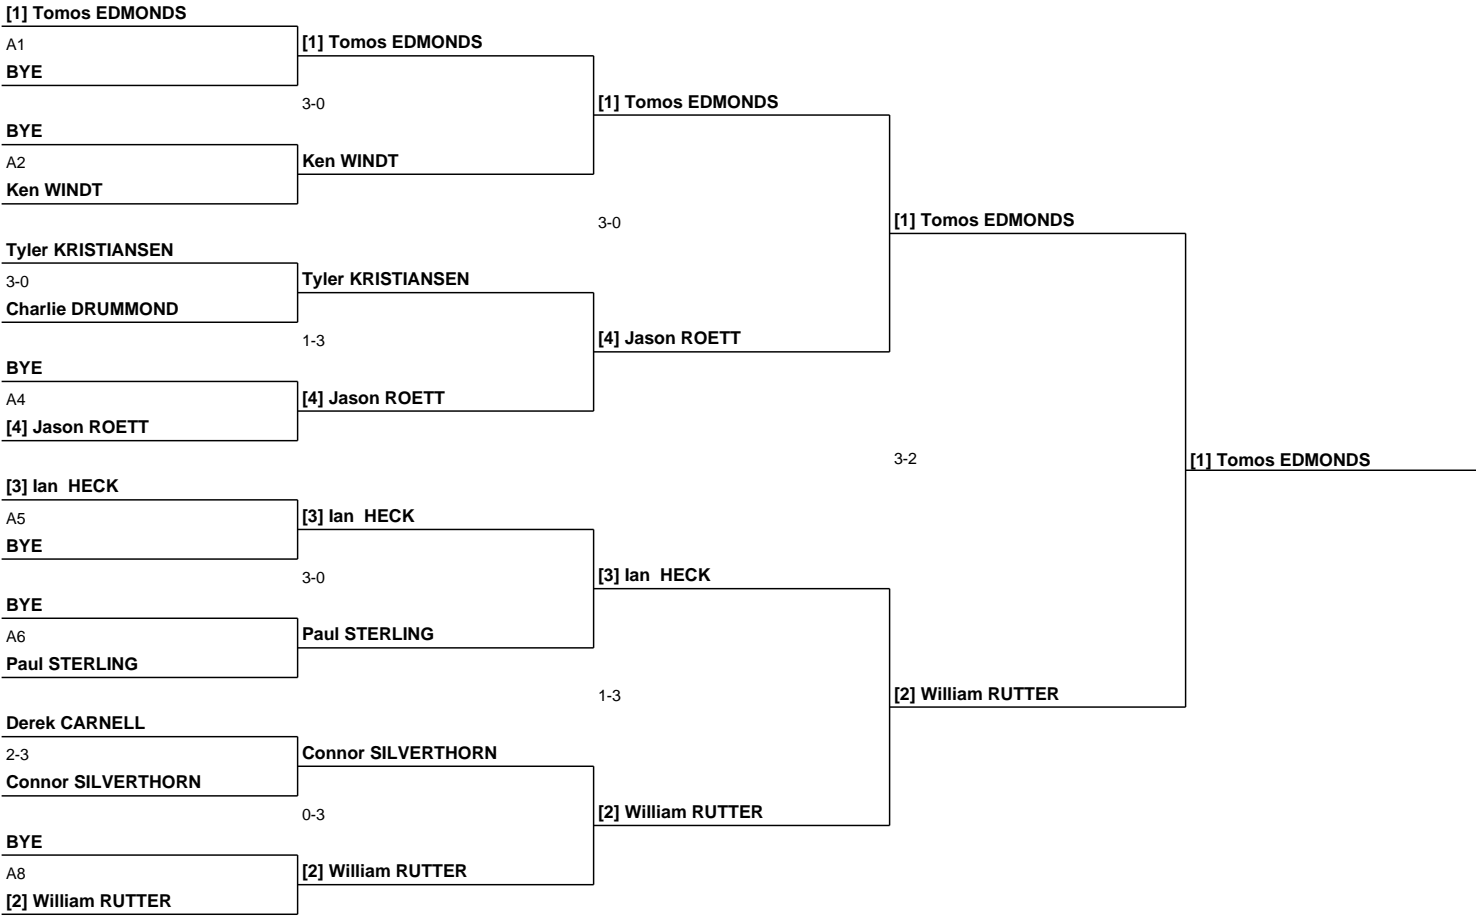 [1] Tomos EDMONDS
A1
BYE
BYE
A2
Ken WINDT
Tyler KRISTIANSEN
3-0
Charlie DRUMMOND
BYE
A4
[4] Jason ROETT
[3] Ian  HECK
A5
BYE
BYE
A6
Paul STERLING
Derek CARNELL
2-3
Connor SILVERTHORN
BYE
A8
[2] William RUTTER
[1] Tomos EDMONDS
3-0
Ken WINDT
Tyler KRISTIANSEN
1-3
[4] Jason ROETT
[3] Ian  HECK
3-0
Paul STERLING
Connor SILVERTHORN
0-3
[2] William RUTTER
[1] Tomos EDMONDS
3-0
[4] Jason ROETT
[3] Ian  HECK
1-3
[2] William RUTTER
[1] Tomos EDMONDS
3-2
[2] William RUTTER
[1] Tomos EDMONDS